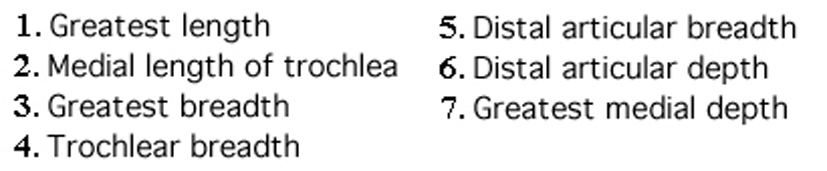 1. Greatest length
2. Medial length of trochlea
3. Greatest breadth
4. Trochlear breadth
5. Distal articular breadth
6. Distal articular depth
7. Greatest medial depth